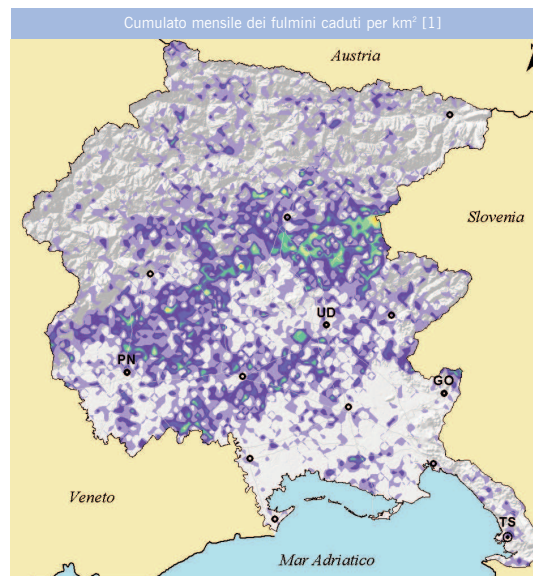 Cumulato mensile dei fulmini caduti per km² [1]
Austria
Slovenia
UD
PN
GO
Veneto
TS
Mar Adriatico